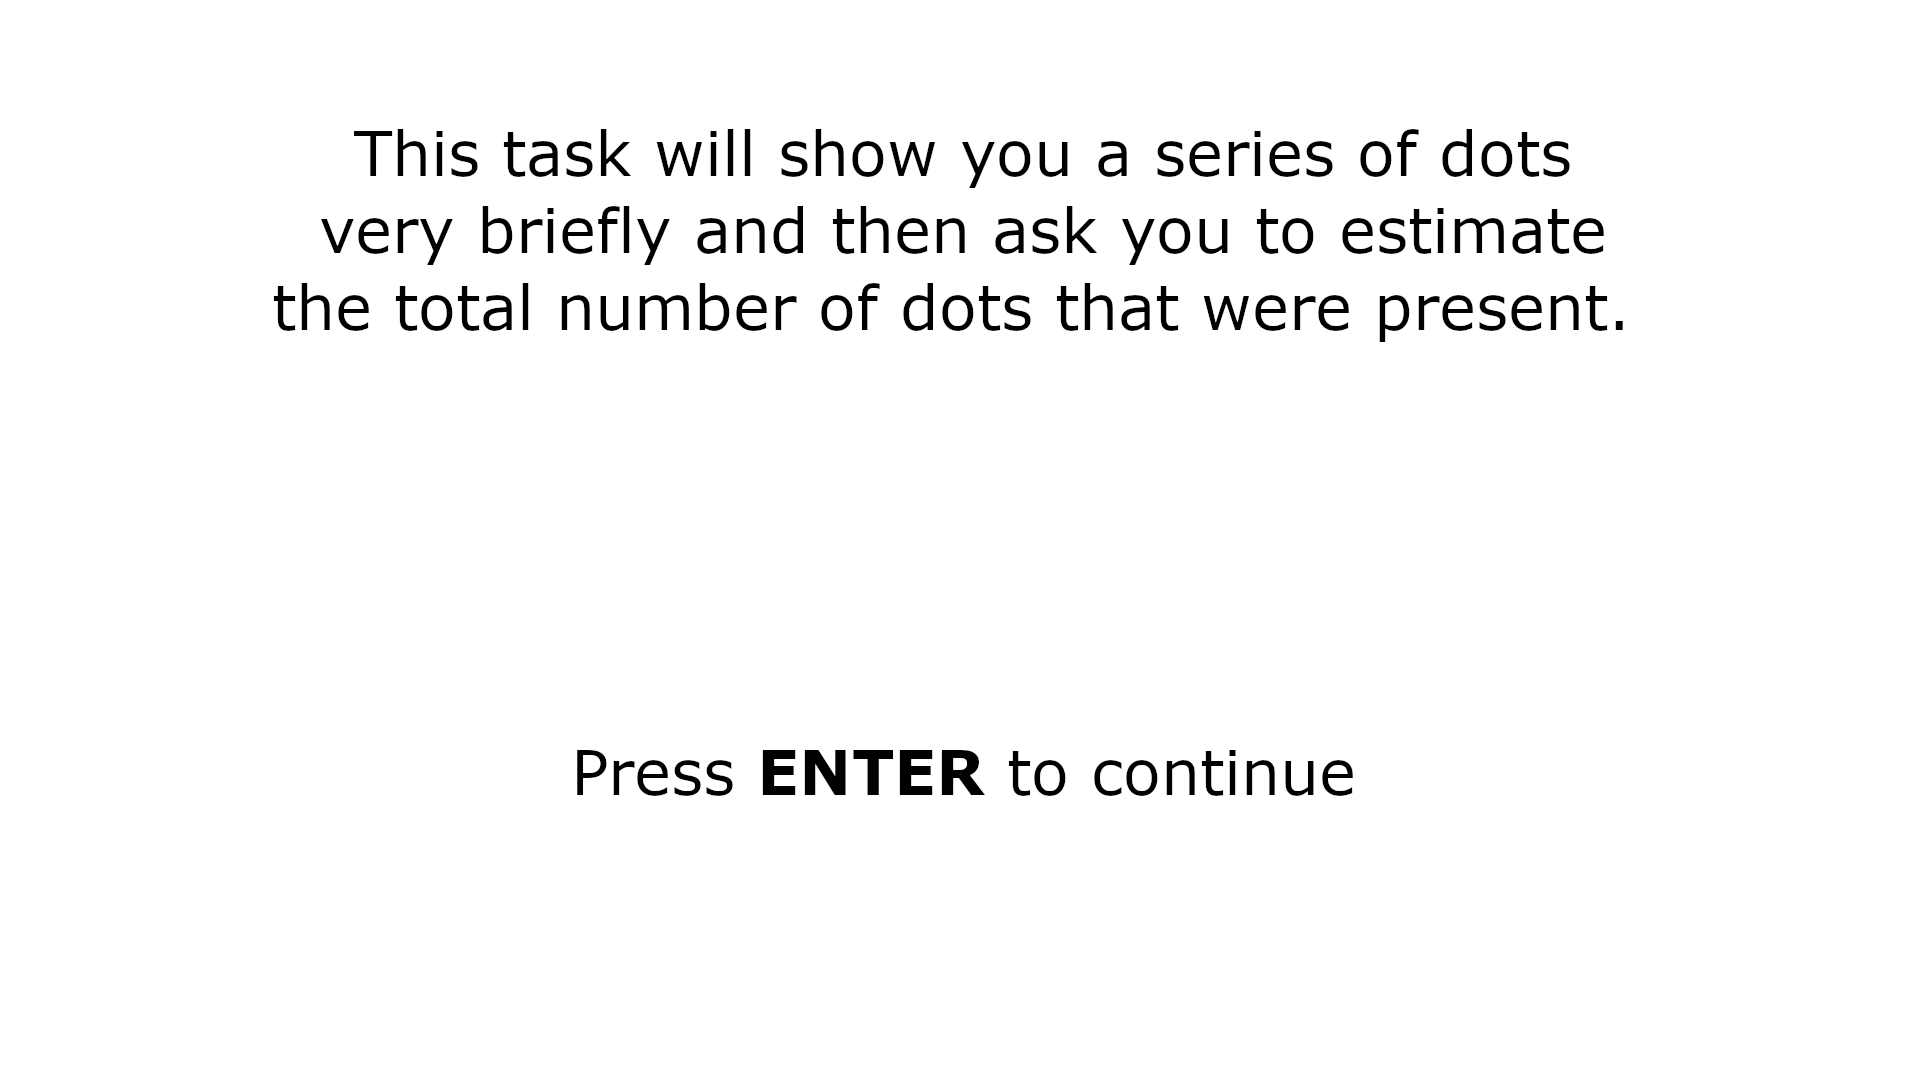 This task will show you a series of dots
very briefly and then ask you to estimate
the total number of dots that were present.
Press ENTER to continue